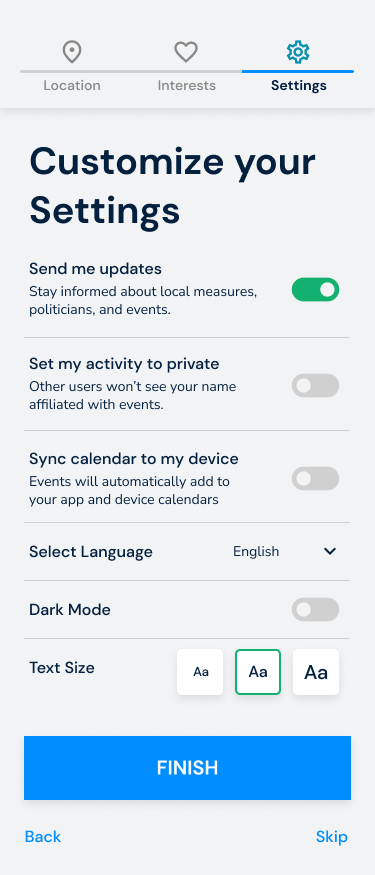 Location Interests Settings
Customize your
Settings
Send me updates
Stay informed about local measures,
politicians, and events.
Set my activity to private
Other users won’t see your name
affiliated with events.
Sync calendar to my device
Events will automatically add to
your app and device calendars
Select Language English
Dark Mode
Text Size Aa Aa Aa
FINISH
Back Skip